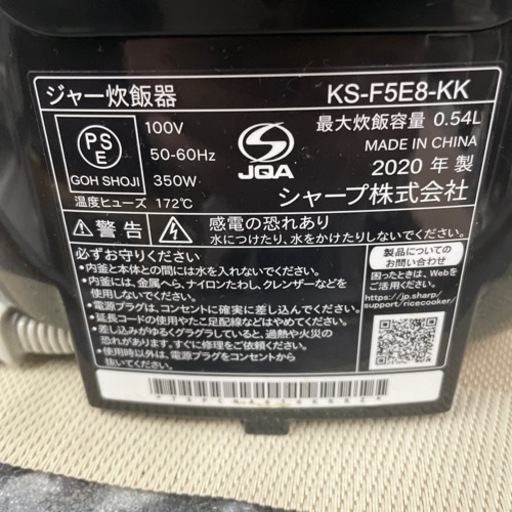 ジャー炊飯器 KS-F5E8-KK
PS
E
GOH SHOJI
100V
50-60Hz
350W
温度ヒューズ 172℃
JQA
最大炊飯容量 0.54L
MADE IN CHINA
2020 年 製
シャープ株式会社
警告
感電の恐れあり
水につけたり、水をかけたりしないでください。
必ずお守りください
・内釜と本体との間には水を入れないでください。
・内釜には、金属へら、ナイロンたわし、クレンザーなどを
使用しないでください。
・電源プラグは、コンセントに確実に差し込んでください。
・延長コードの使用やたこ足配線などはやめてください。
・差し込みがゆるくグラグラしていると、過熱や火災の
恐れがあります。すぐに修理をご依頼ください。
・使用時以外は、電源プラグをコンセントから
抜いてください。
製品についての
お問い合わせ
困ったときは、Webを
ご活用ください。
https://jp.sharp/
support/ricecooker/